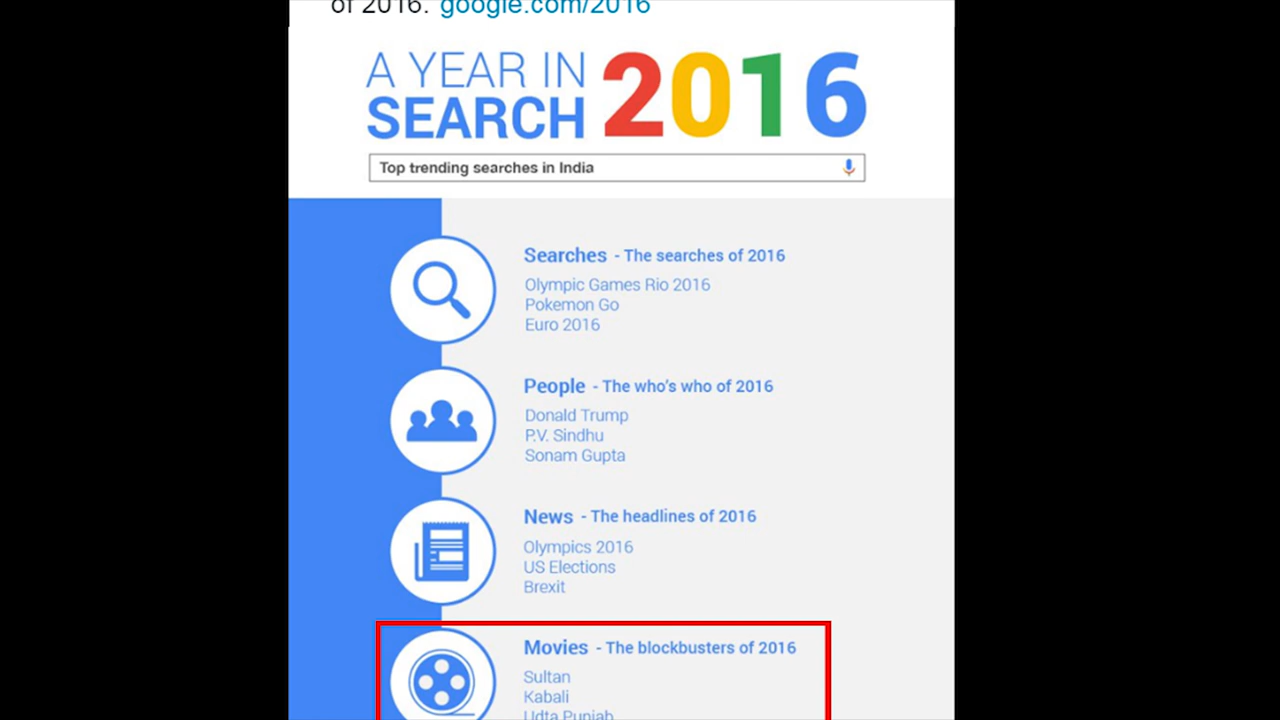 of 2016. google.com/2016
A YEAR IN
SEARCH 2016
Top trending searches in India
Searches - The searches of 2016
Olympic Games Rio 2016
Pokemon Go
Euro 2016
People - The who's who of 2016
Donald Trump
P.V. Sindhu
Sonam Gupta
News - The headlines of 2016
Olympics 2016
US Elections
Brexit
Movies - The blockbusters of 2016
Sultan
Kabali
Udta Punjab